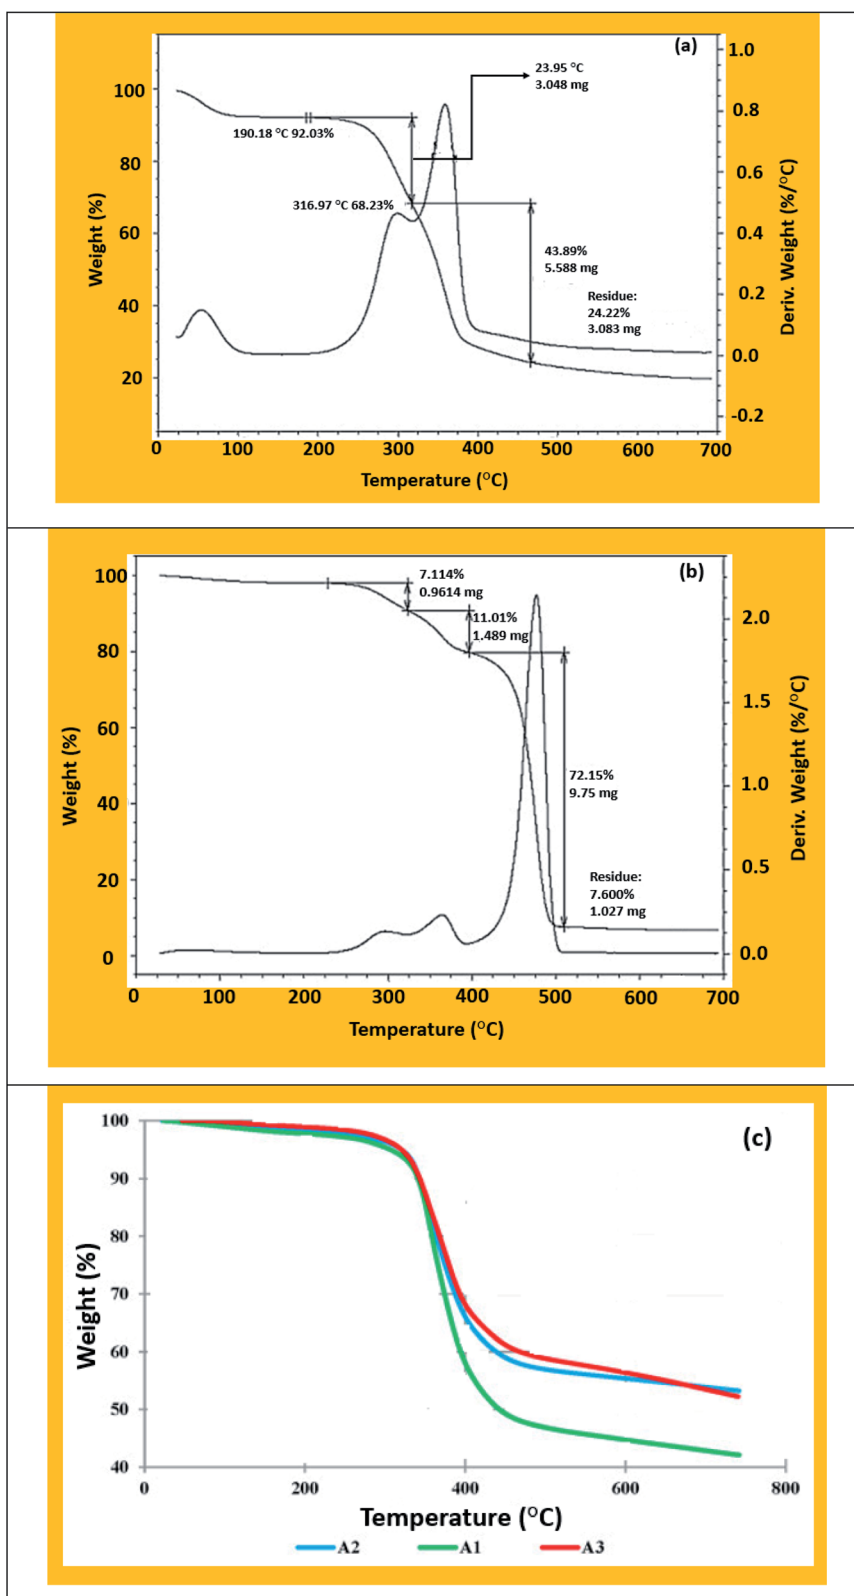 (a)
1.0
23.95 °C
3.048 mg
100
0.8
190.18 °C 92.03%
80
0.6
316.97 °C 68.23%
60
0.4
43.89%
5.588 mg
Weight (%)
Deriv. Weight (%/°C)
Residue:
24.22%
3.083 mg
40
0.2
0.0
20
-0.2
0 100 200 300 400 500 600 700
Temperature (°C)
(b)
100
7.114%
0.9614 mg
11.01%
1.489 mg
2.0
80
1.5
60
Weight (%)
Deriv. Weight (%/°C)
72.15%
9.75 mg
1.0
40
20
Residue:
7.600%
1.027 mg
0.5
0
0.0
0 100 200 300 400 500 600 700
Temperature (°C)
(c)
100
90
80
Weight (%)
70
60
50
40
0 200 400 600 800
Temperature (°C)
A2 A1 A3